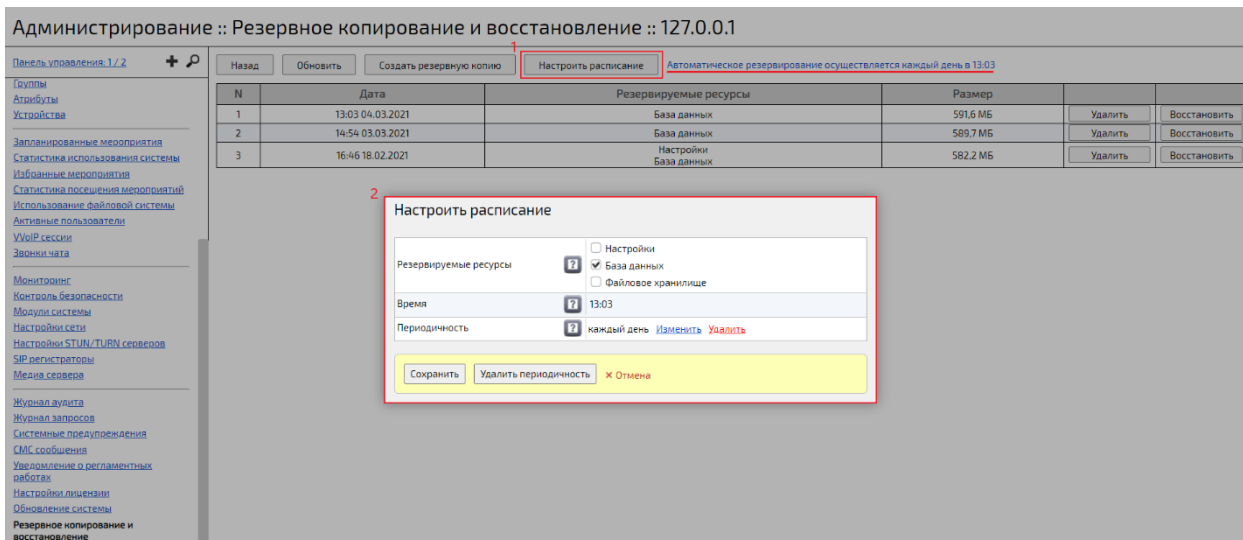 Администрирование :: Резервное копирование и восстановление :: 127.0.0.1
Панель управления: 1 / 2
Группы
Атрибуты
Устройства
Запланированные мероприятия
Статистика использования системы
Избранные мероприятия
Статистика посещения мероприятий
Использование файловой системы
Активные пользователи
VVoIP сессии
Звонки чата
Мониторинг
Контроль безопасности
Модули системы
Настройки сети
Настройки STUN/TURN серверов
SIP регистраторы
Медиа сервера
Журнал аудита
Журнал запросов
Системные предупреждения
СМС сообщения
Уведомление о регламентных
работах
Настройки лицензии
Обновление системы
Резервное копирование и
восстановление
1
Назад Обновить Создать резервную копию Настроить расписание Автоматическое резервирование осуществляется каждый день в 13:03
N Дата Резервируемые ресурсы Размер
1 13:03 04.03.2021 База данных 591,6 МБ Удалить Восстановить
2 14:54 03.03.2021 База данных 589,7 МБ Удалить Восстановить
3 16:46 18.02.2021 Настройки
База данных 582,2 МБ Удалить Восстановить
2
Настроить расписание
Резервируемые ресурсы ? Настройки
База данных
Файловое хранилище
Время ? 13:03
Периодичность ? каждый день Изменить Удалить
Сохранить Удалить периодичность × Отмена